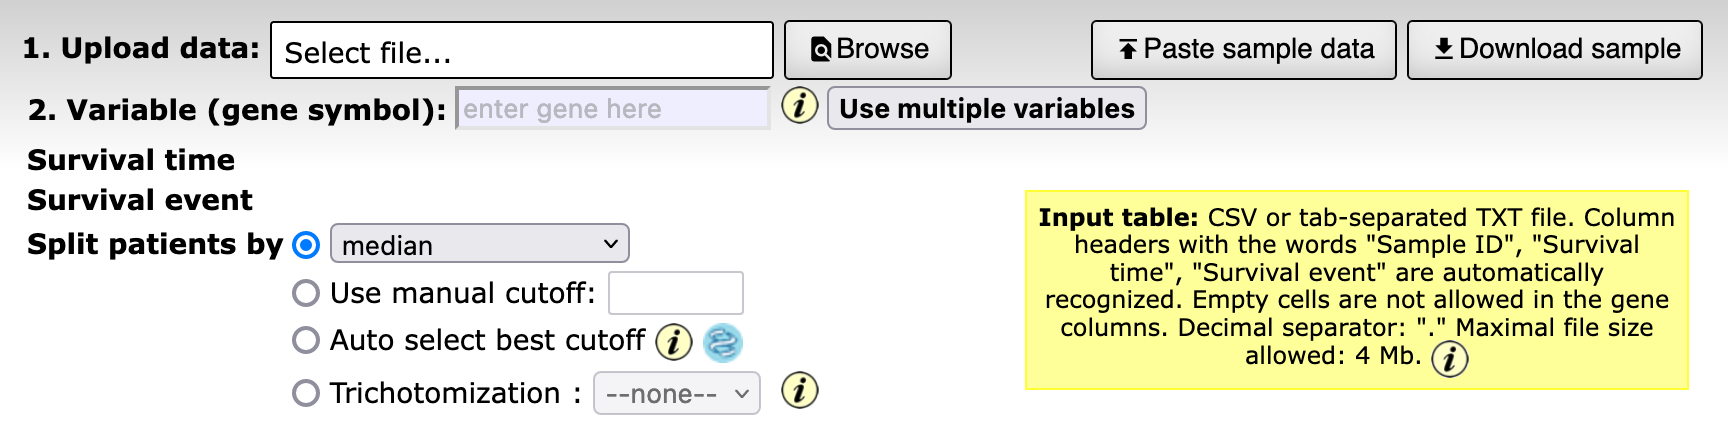 1. Upload data: Select file... Browse Paste sample data Download sample
2. Variable (gene symbol): enter gene here i Use multiple variables
Survival time
Survival event
Split patients by median
Use manual cutoff:
Auto select best cutoff i
Trichotomization : --none-- i
Input table: CSV or tab-separated TXT file. Column
headers with the words "Sample ID", "Survival
time", "Survival event" are automatically
recognized. Empty cells are not allowed in the gene
columns. Decimal separator: "." Maximal file size
allowed: 4 Mb. i